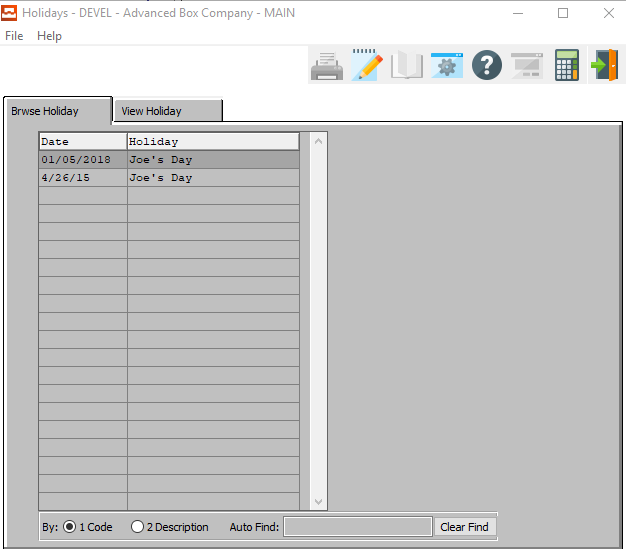 Holidays - DEVEL - Advanced Box Company - MAIN
File Help
?
Brwse Holiday View Holiday
Date Holiday
01/05/2018 Joe's Day
4/26/15 Joe's Day
By: 1 Code 2 Description Auto Find: Clear Find